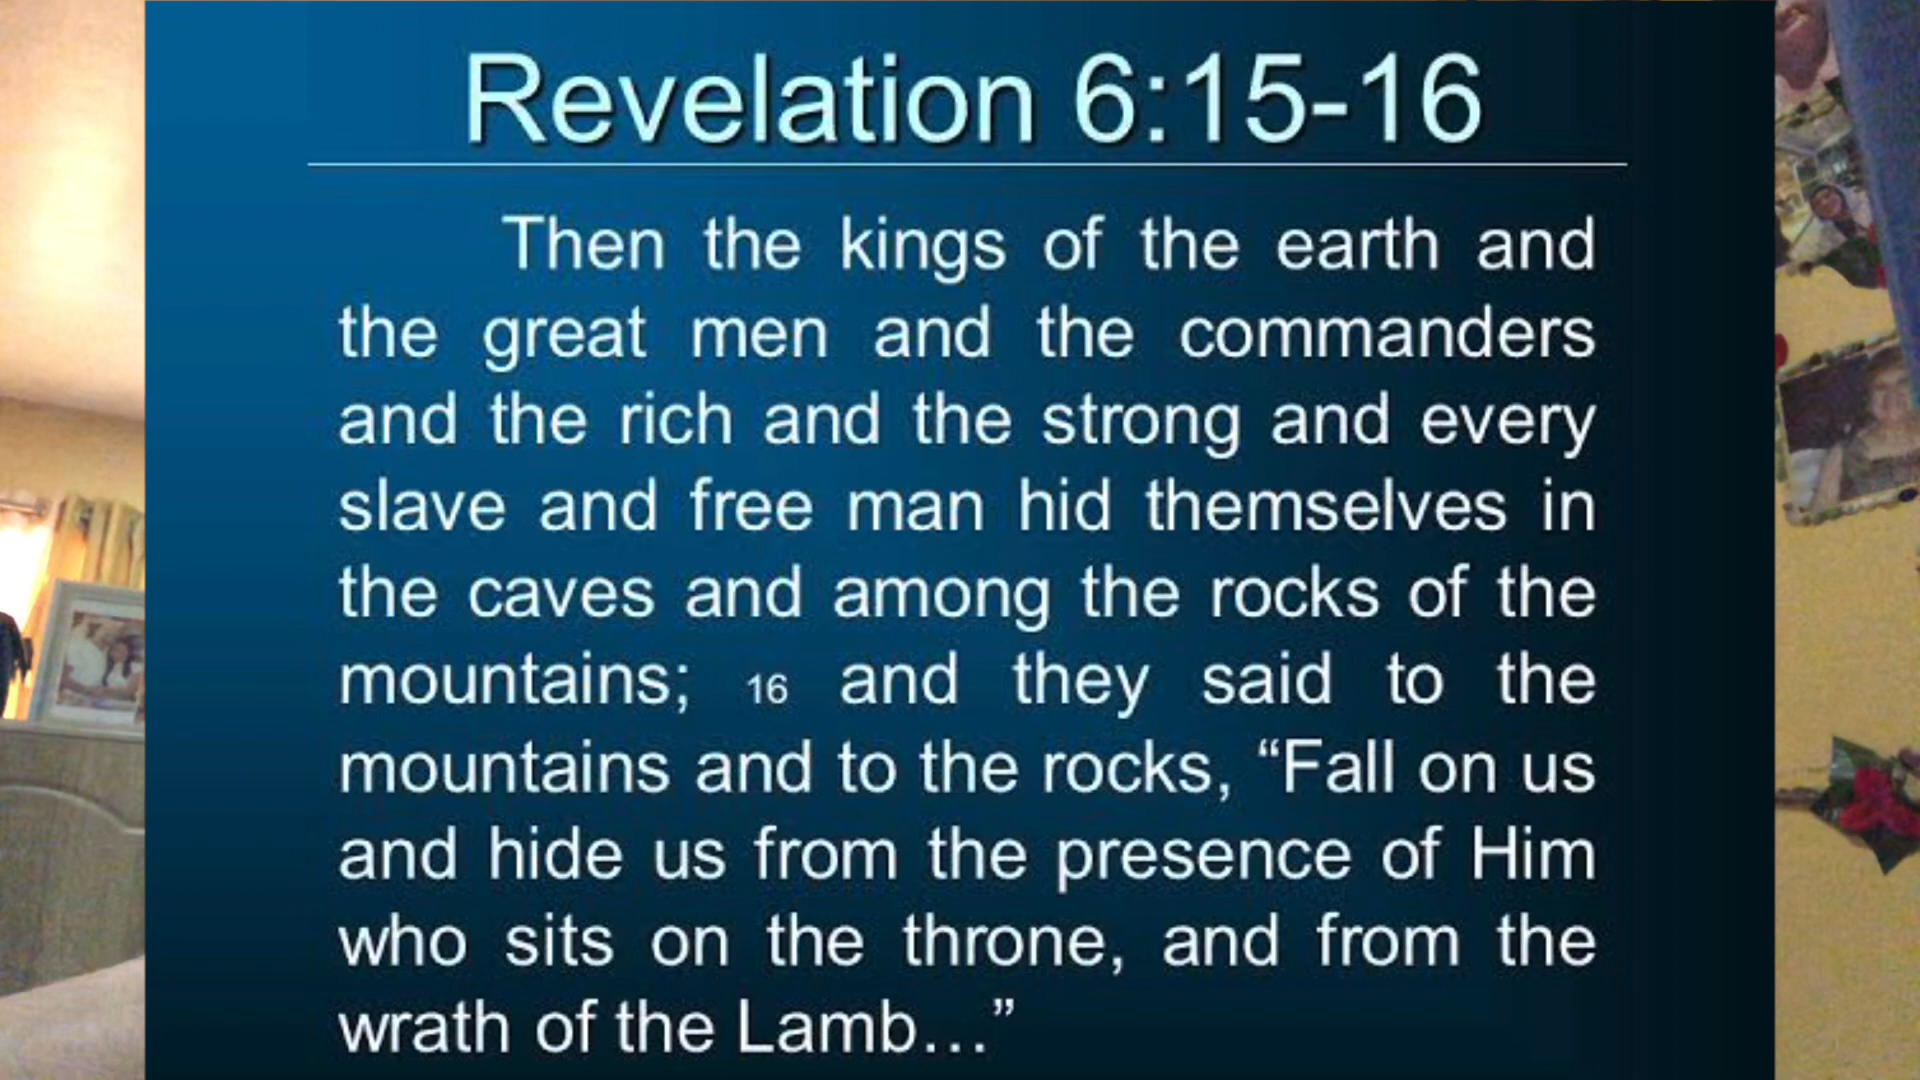 Revelation 6:15-16
Then the kings of the earth and
the great men and the commanders
and the rich and the strong and every
slave and free man hid themselves in
the caves and among the rocks of the
mountains; 16 and they said to the
mountains and to the rocks, “Fall on us
and hide us from the presence of Him
who sits on the throne, and from the
wrath of the Lamb…”